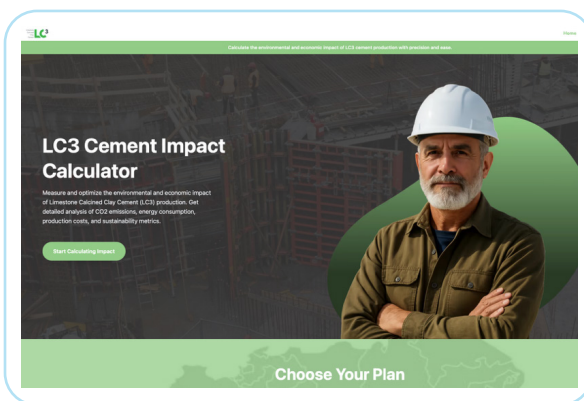 LC³
Home
Calculate the environmental and economic impact of LC3 cement production with precision and ease.
LC3 Cement Impact
Calculator
Measure and optimize the environmental and economic impact
of Limestone Calcined Clay Cement (LC3) production. Get
detailed analysis of CO2 emissions, energy consumption,
production costs, and sustainability metrics.
Start Calculating Impact
Choose Your Plan